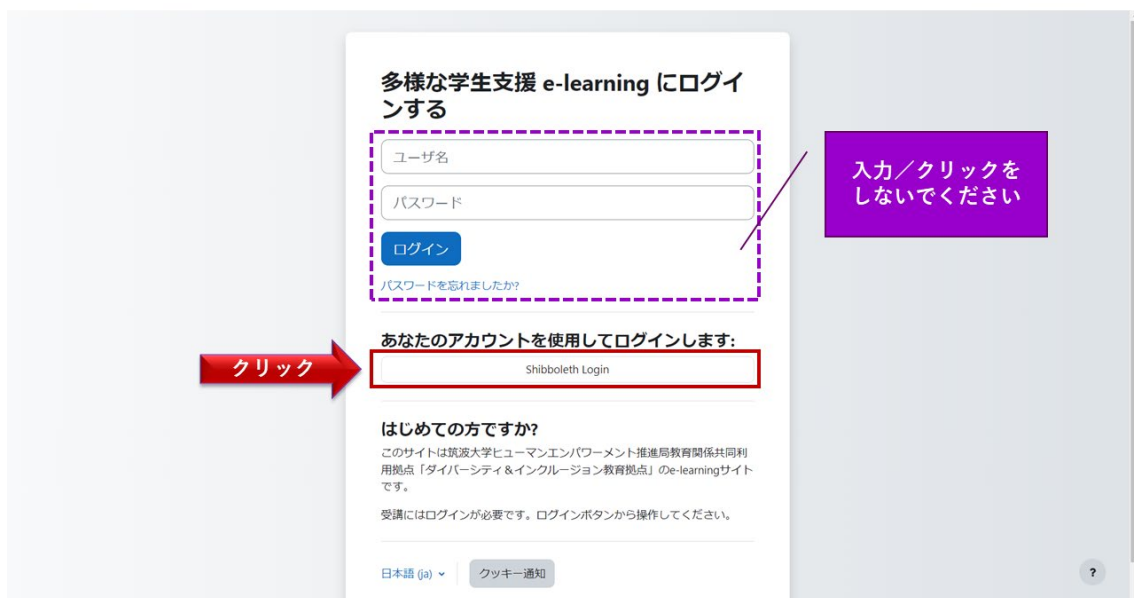 多様な学生支援 e-learning にログイ
ンする
ユーザ名
パスワード
ログイン
パスワードを忘れましたか?
入力／クリックを
しないでください
あなたのアカウントを使用してログインします:
クリック
Shibboleth Login
はじめての方ですか?
このサイトは筑波大学ヒューマンエンパワーメント推進局教育関係共同利
用拠点「ダイバーシティ＆インクルージョン教育拠点」のe-learningサイト
です。
受講にはログインが必要です。ログインボタンから操作してください。
日本語 (ja)
クッキー通知
?